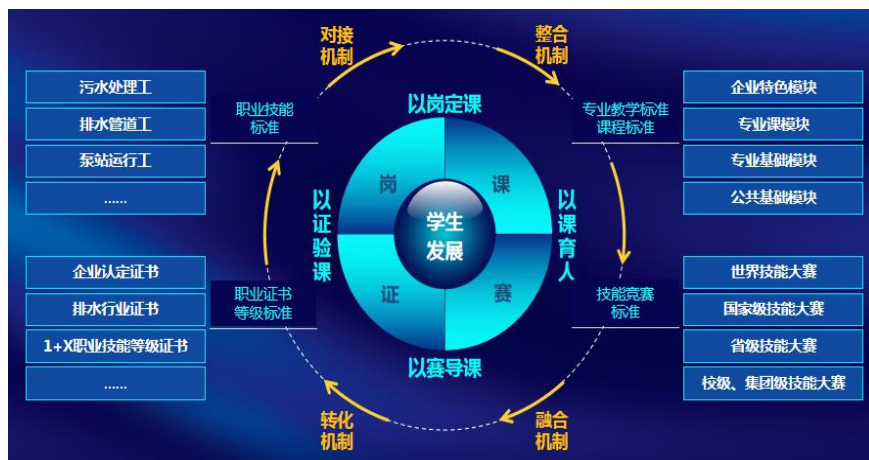 对接
机制
整合
机制
污水处理工
排水管道工
泵站运行工
……
职业技能
标准
以岗定课
专业教学标准
课程标准
企业特色模块
专业课模块
专业基础模块
公共基础模块
岗
课
以证验课
学生
发展
以课育人
证
赛
企业认定证书
排水行业证书
1+X职业技能等级证书
……
职业证书
等级标准
技能竞赛
标准
世界技能大赛
国家级技能大赛
省级技能大赛
校级、集团级技能大赛
以赛导课
转化
机制
融合
机制